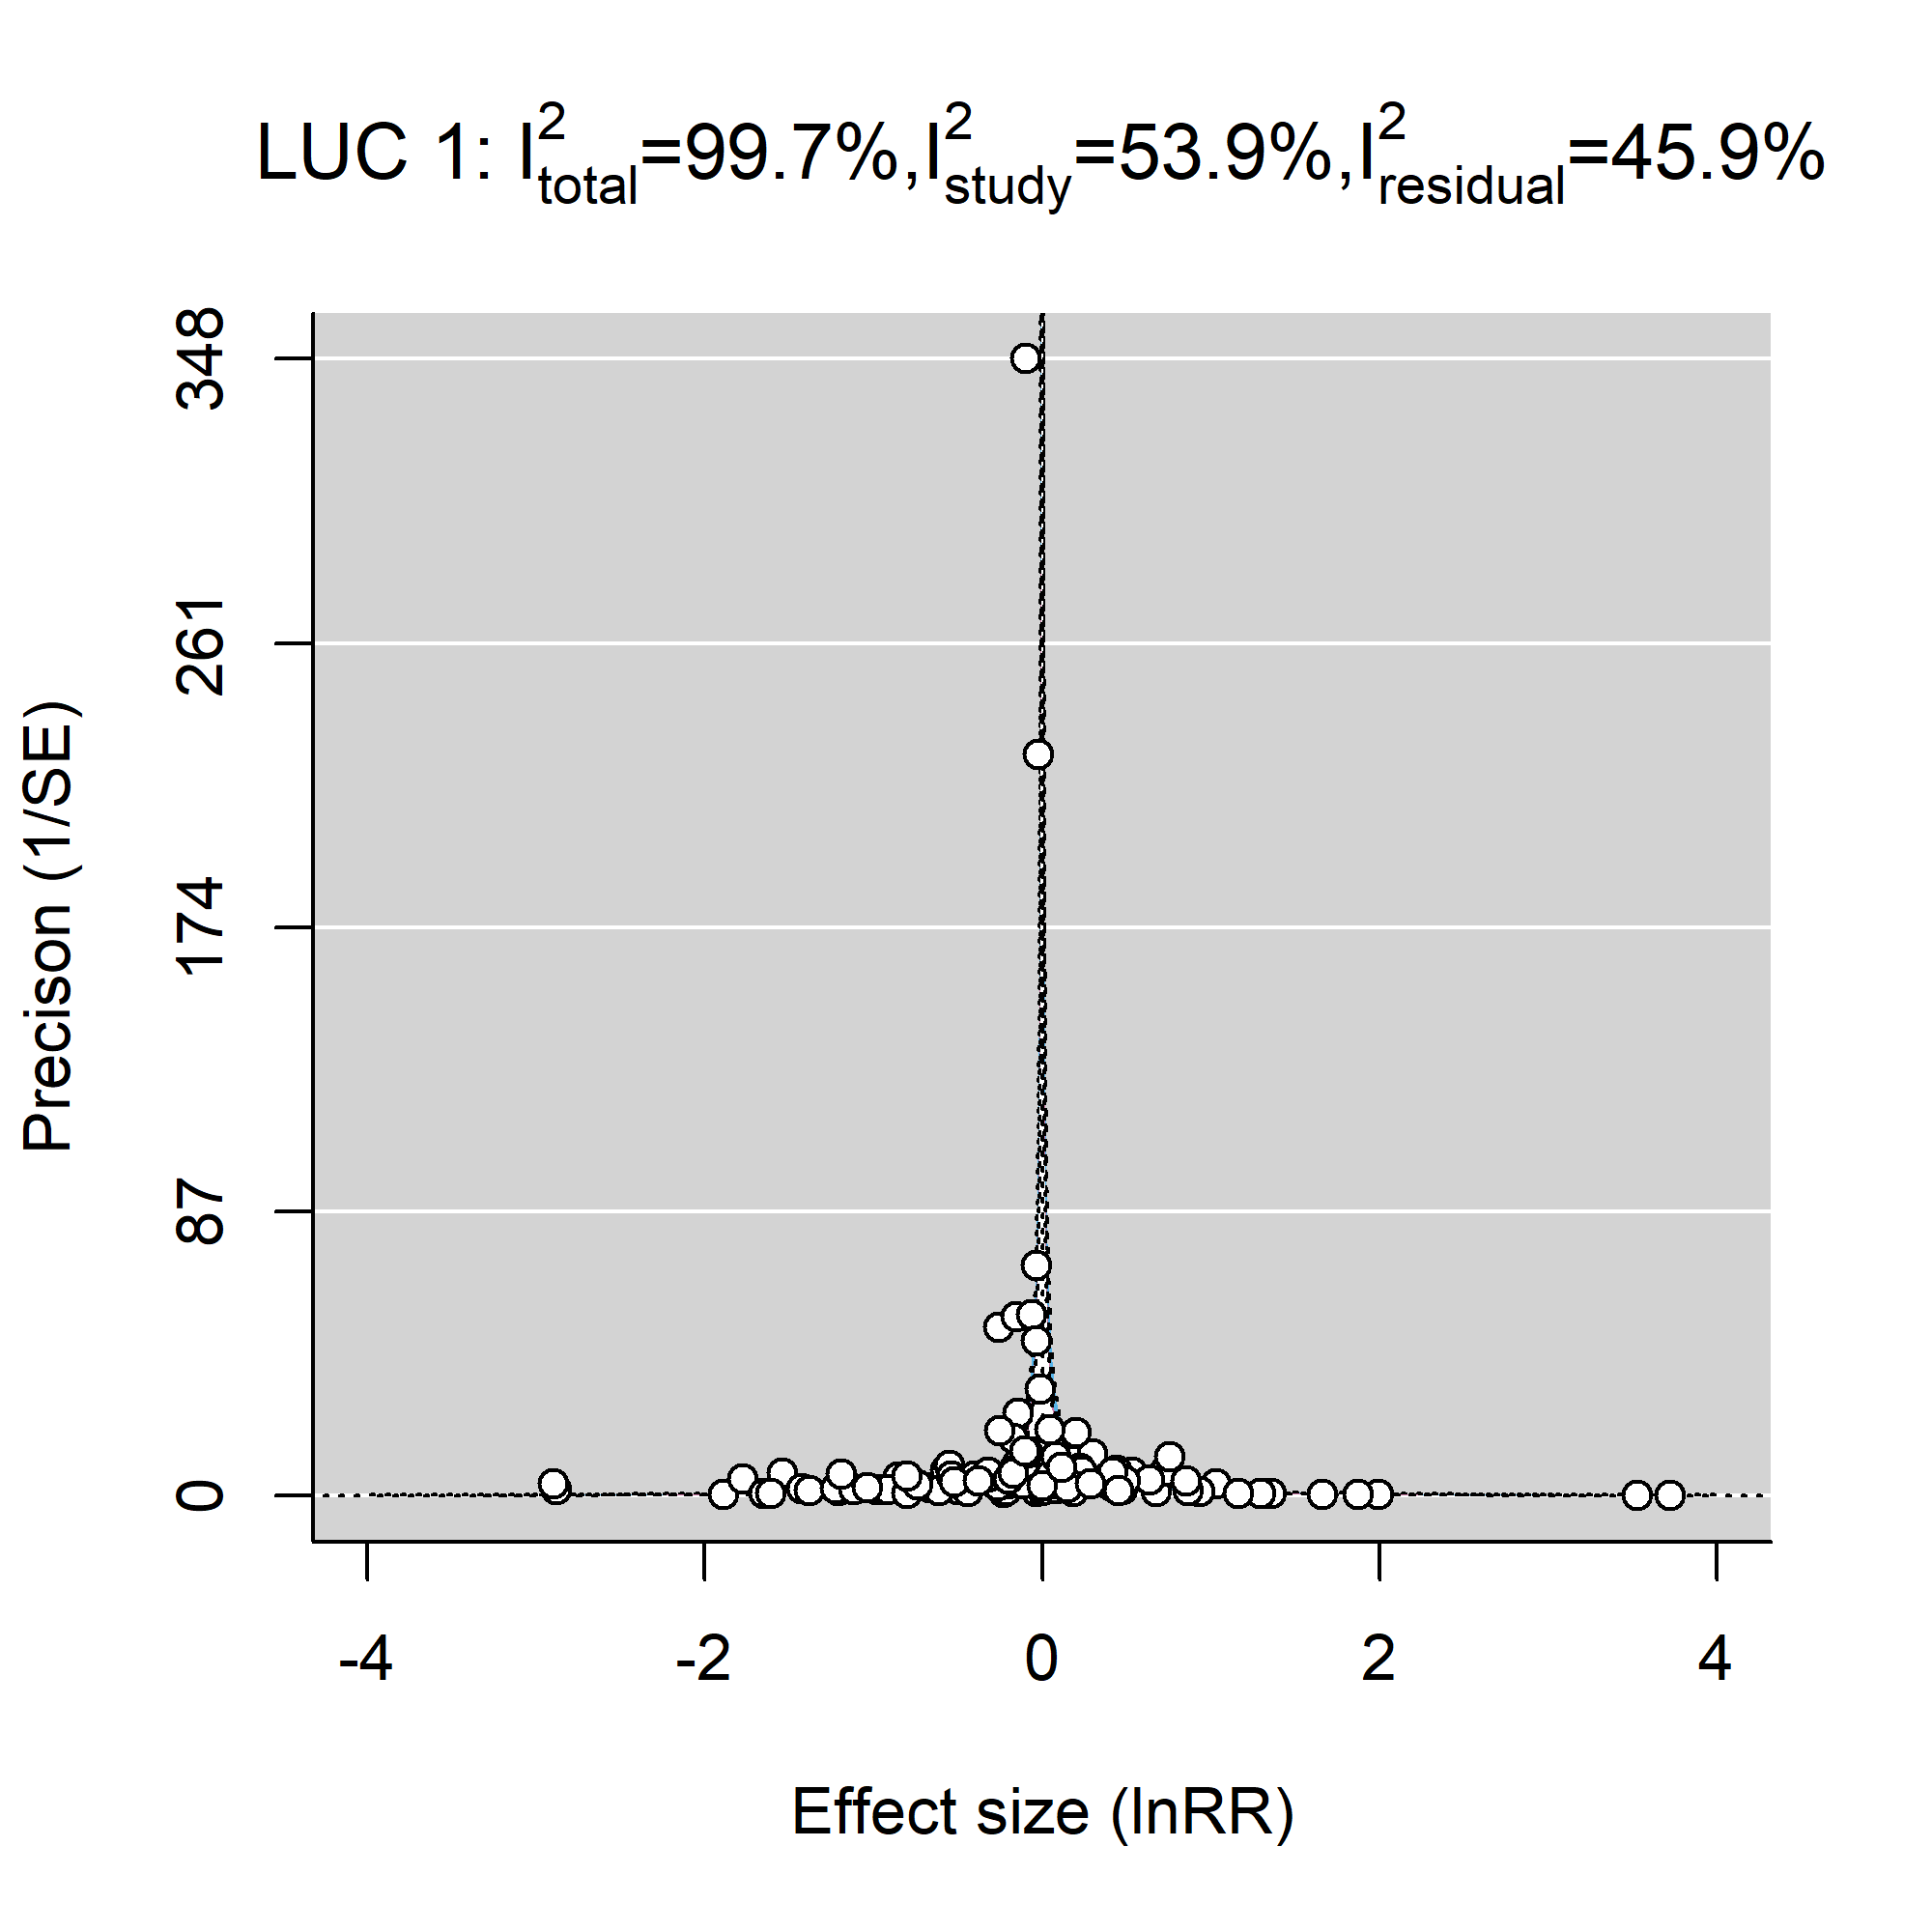 LUC 1: I²total=99.7%,I²study=53.9%,I²residual=45.9%
348
261
174
87
0
Precison (1/SE)
-4 -2 0 2 4
Effect size (lnRR)